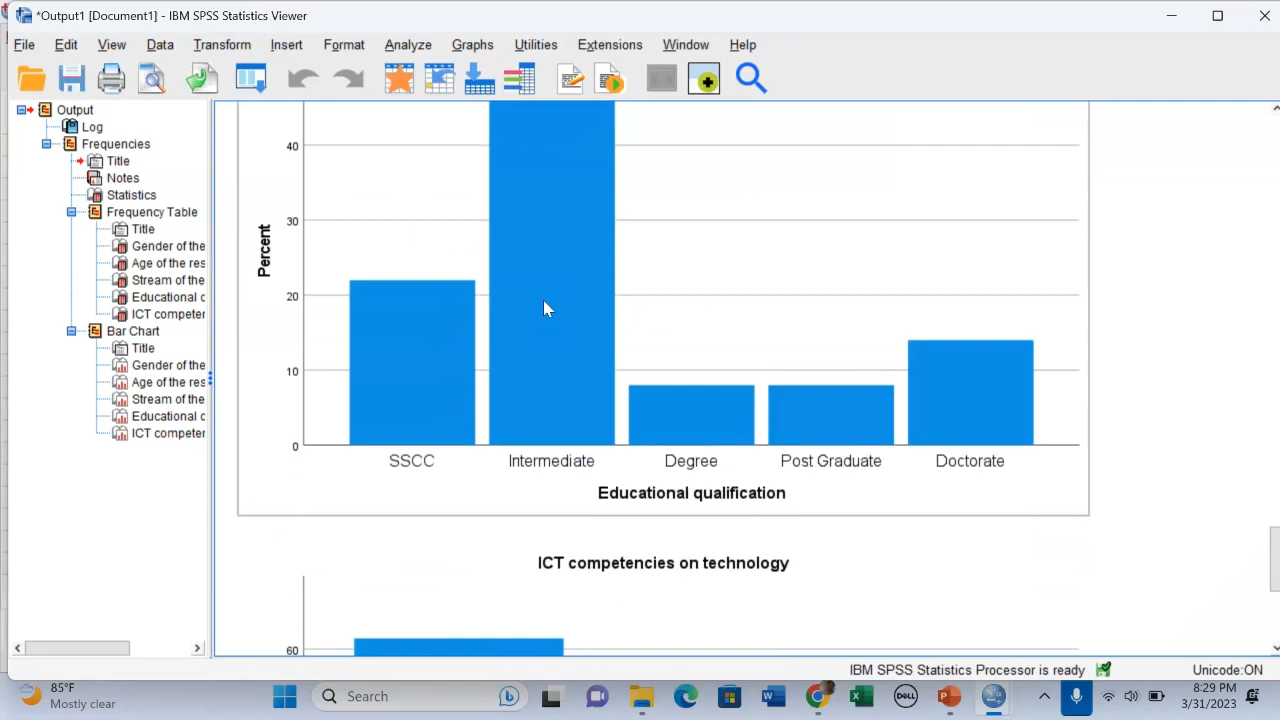 *Output1 [Document1] - IBM SPSS Statistics Viewer
File Edit View Data Transform Insert Format Analyze Graphs Utilities Extensions Window Help
Output
Log
Frequencies
Title
Notes
Statistics
Frequency Table
Title
Gender of the
Age of the res
Stream of the
Educational c
ICT competer
Bar Chart
Title
Gender of the
Age of the res
Stream of the
Educational c
ICT competer
Percent
40
30
20
10
0
SSCC Intermediate Degree Post Graduate Doctorate
Educational qualification
ICT competencies on technology
60
IBM SPSS Statistics Processor is ready Unicode:ON
85°F
Mostly clear
Search
DELL
8:29 PM
3/31/2023